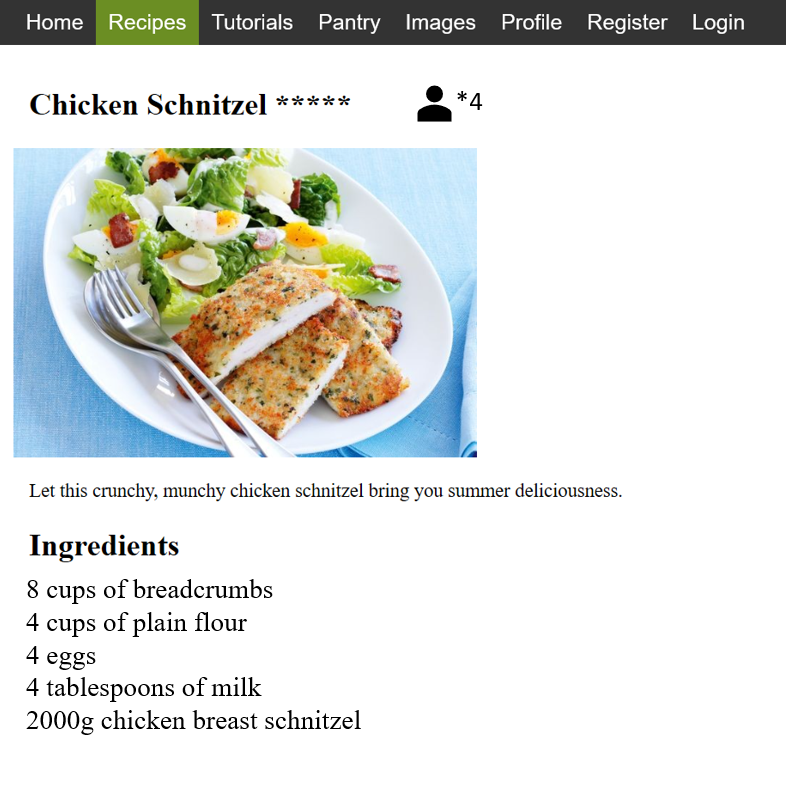 Home Recipes Tutorials Pantry Images Profile Register Login
Chicken Schnitzel ***** *4
Let this crunchy, munchy chicken schnitzel bring you summer deliciousness.
Ingredients
8 cups of breadcrumbs
4 cups of plain flour
4 eggs
4 tablespoons of milk
2000g chicken breast schnitzel